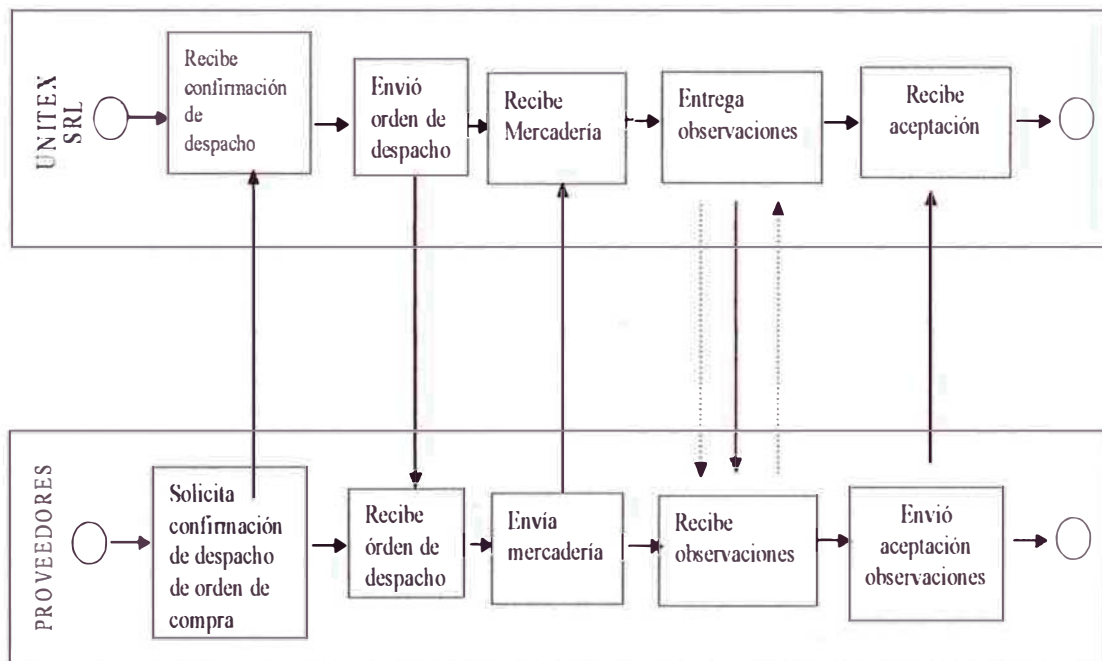 UNITEX
SRL
Recibe
confirmación
de
despacho
Envió
orden de
despacho
Recibe
Mercadería
Entrega
observaciones
Recibe
aceptación
PROVEEDORES
Solicita
confirmación
de despacho
de orden de
compra
Recibe
órden de
despacho
Envía
mercadería
Recibe
observaciones
Envió
aceptación
observaciones